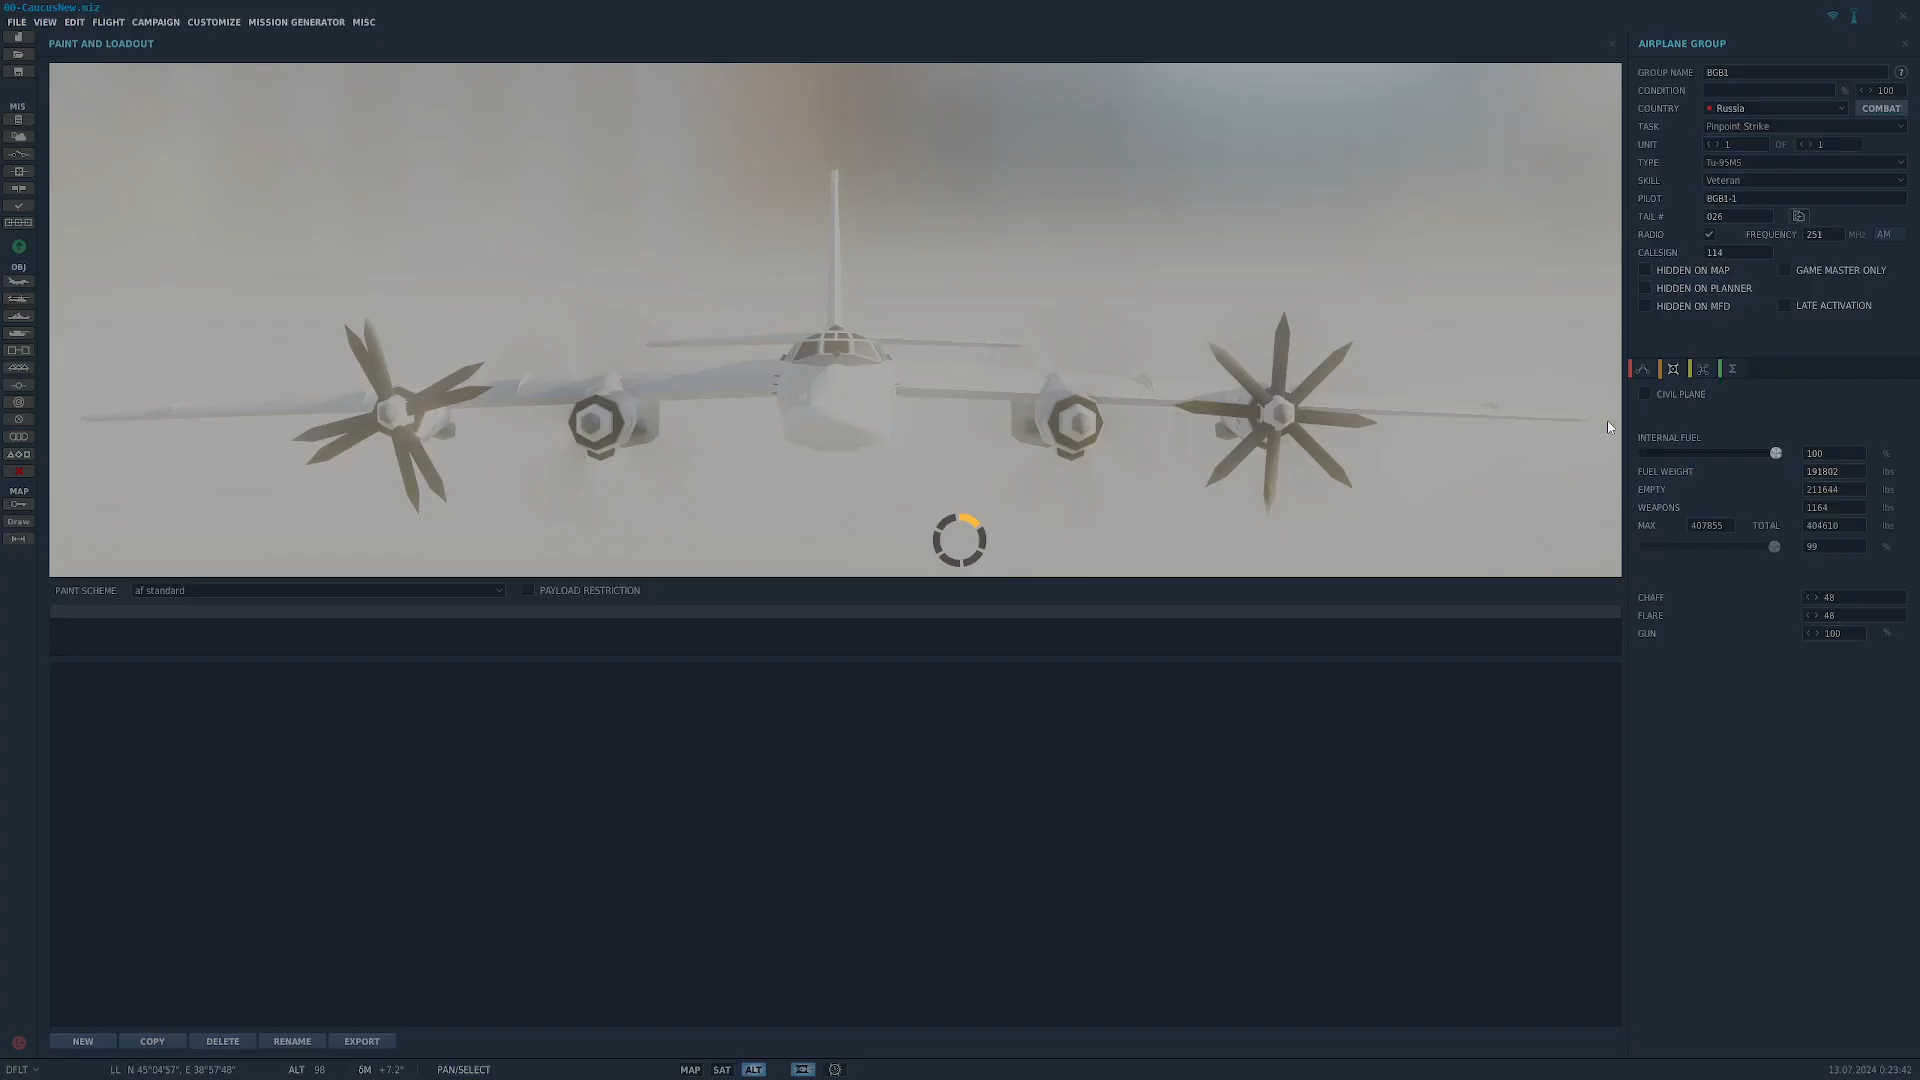 00-CaucusNew.miz
FILE VIEW EDIT FLIGHT CAMPAIGN CUSTOMIZE MISSION GENERATOR MISC
PAINT AND LOADOUT
AIRPLANE GROUP
GROUP NAME BGB1 ?
CONDITION % < > 100
COUNTRY Russia COMBAT
TASK Pinpoint Strike
UNIT < > 1 OF < > 1
TYPE Tu-95MS
SKILL Veteran
PILOT BGB1-1
TAIL # 026
RADIO FREQUENCY 251 MHz AM
CALLSIGN 114
HIDDEN ON MAP GAME MASTER ONLY
HIDDEN ON PLANNER
HIDDEN ON MFD LATE ACTIVATION
Σ
CIVIL PLANE
INTERNAL FUEL
100 %
FUEL WEIGHT 191802 lbs
EMPTY 211644 lbs
WEAPONS 1164 lbs
MAX 407855 TOTAL 404610 lbs
99 %
CHAFF < > 48
FLARE < > 48
GUN < > 100 %
MIS
OBJ
MAP
Draw
PAINT SCHEME af standard PAYLOAD RESTRICTION
NEW COPY DELETE RENAME EXPORT
DFLT LL N 45°04'57", E 38°57'48" ALT 98 δM +7.2° PAN/SELECT MAP SAT ALT 13.07.2024 0:23:42